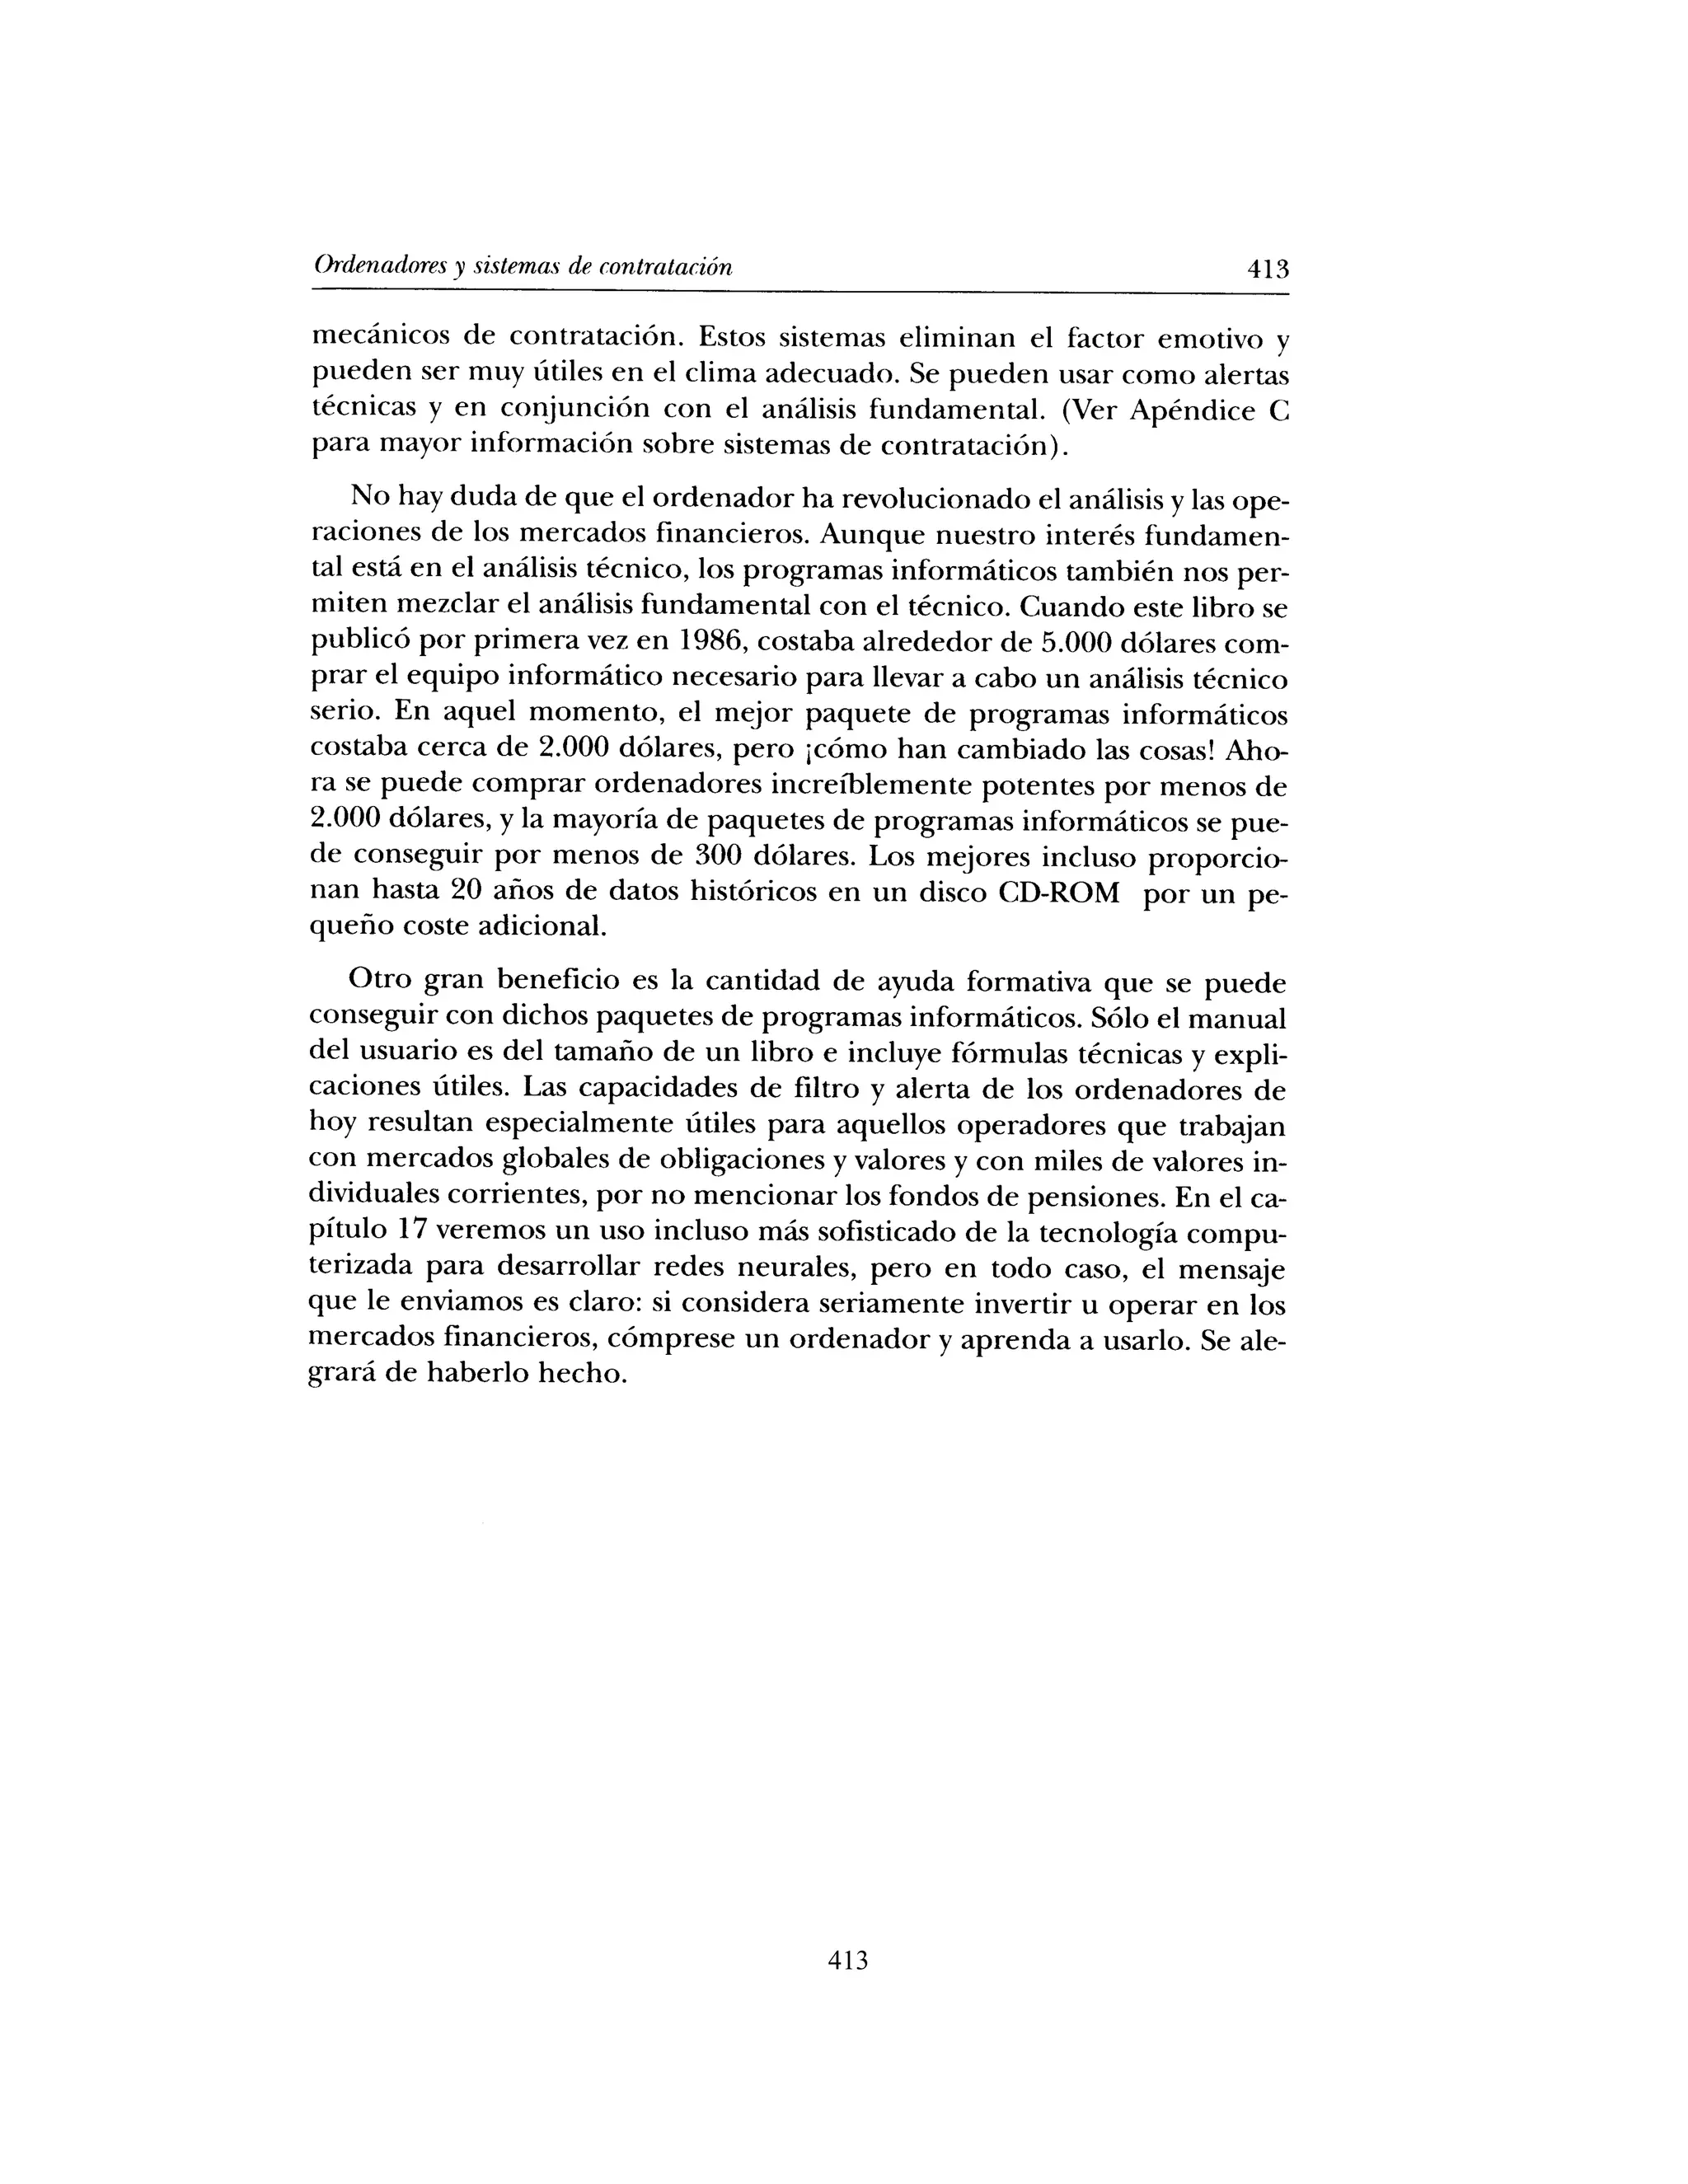 Ordenadores y sistemas de contratación 413
mecánicos de contratación. Estos sistemas eliminan el factor emotivo y
pueden ser muy útiles en el clima adecuado. Se pueden usar como alertas
técnicas y en conjunción con el análisis fundamental. (Ver Apéndice C
para mayor información sobre sistemas de contratación).
No hay duda de que el ordenador ha revolucionado el análisis y las ope-
raciones de los mercados financieros. Aunque nuestro interés fundamen-
tal está en el análisis técnico, los programas informáticos también nos per-
miten mezclar el análisis fundamental con el técnico. Cuando este libro se
publicó por primera vez en 1986, costaba alrededor de 5.000 dólares com-
prar el equipo informático necesario para llevar a cabo un análisis técnico
serio. En aquel momento, el mejor paquete de programas informáticos
costaba cerca de 2.000 dólares, pero ¡cómo han cambiado las cosas! Aho-
ra se puede comprar ordenadores increíblemente potentes por menos de
2.000 dólares, y la mayoría de paquetes de programas informáticos se pue-
de conseguir por menos de 300 dólares. Los mejores incluso proporcio-
nan hasta 20 años de datos históricos en un disco CD-ROM por un pe-
queño coste adicional.
Otro gran beneficio es la cantidad de ayuda formativa que se puede
conseguir con dichos paquetes de programas informáticos. Sólo el manual
del usuario es del tamaño de un libro e incluye fórmulas técnicas y expli-
caciones útiles. Las capacidades de filtro y alerta de los ordenadores de
hoy resultan especialmente útiles para aquellos operadores que trabajan
con mercados globales de obligaciones y valores y con miles de valores in-
dividuales corrientes, por no mencionar los fondos de pensiones. En el ca-
pítulo 17 veremos un uso incluso más sofisticado de la tecnología compu-
terizada para desarrollar redes neurales, pero en todo caso, el mensaje
que le enviamos es claro: si considera seriamente invertir u operar en los
mercados financieros, cómprese un ordenador y aprenda a usarlo. Se ale-
grará de haberlo hecho.
413